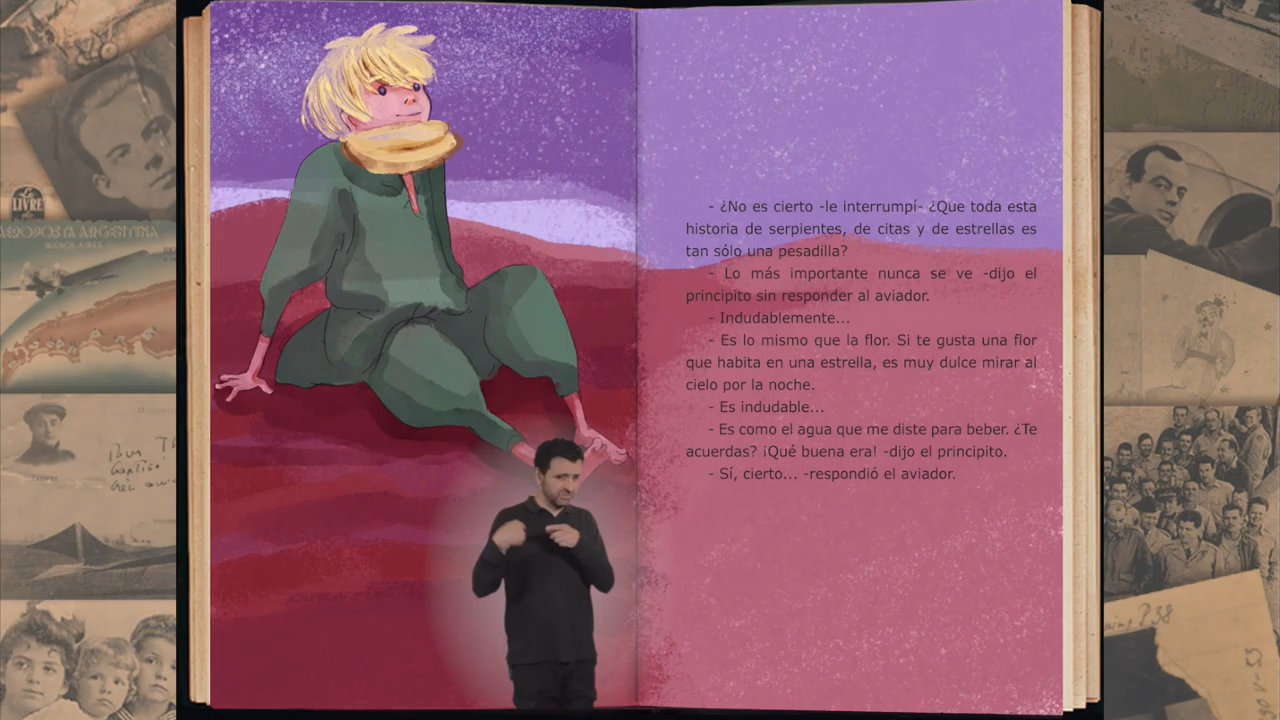 LIVRE
AEROPOSTA ARGENTINA
BUENOS AIRES
- ¿No es cierto -le interrumpí- ¿Que toda esta
historia de serpientes, de citas y de estrellas es
tan sólo una pesadilla?
- Lo más importante nunca se ve -dijo el
principito sin responder al aviador.
- Indudablemente...
- Es lo mismo que la flor. Si te gusta una flor
que habita en una estrella, es muy dulce mirar al
cielo por la noche.
- Es indudable...
- Es como el agua que me diste para beber. ¿Te
acuerdas? ¡Qué buena era! -dijo el principito.
- Sí, cierto... -respondió el aviador.
P38